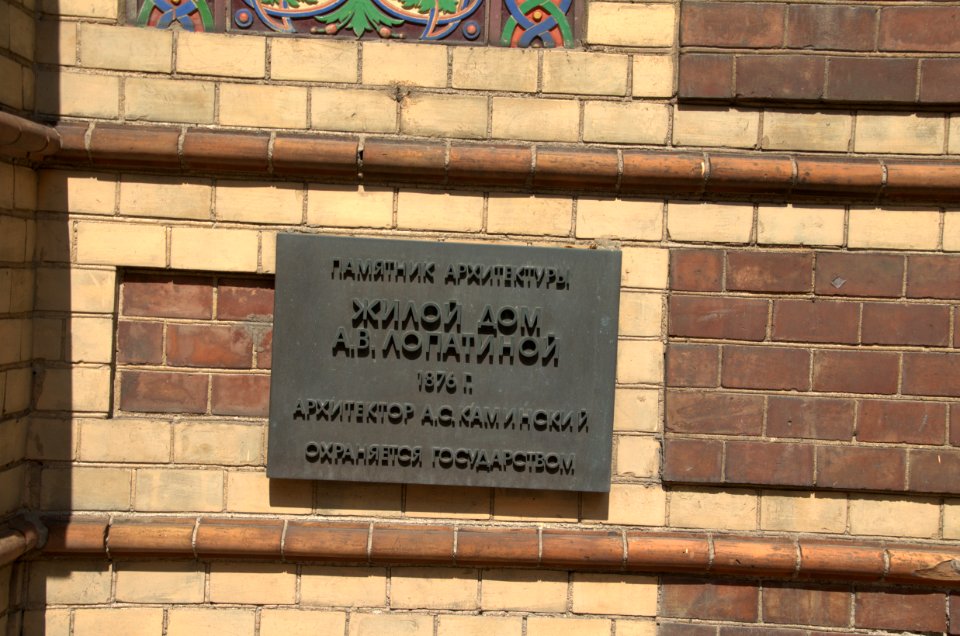 ПАМЯТНИК АРХИТЕКТУРЫ
ЖИЛОЙ ДОМ
А.В. ЛОПАТИНОЙ
1876 Г.
АРХИТЕКТОР А.С. КАМИНСКИЙ
ОХРАНЯЕТСЯ ГОСУДАРСТВОМ